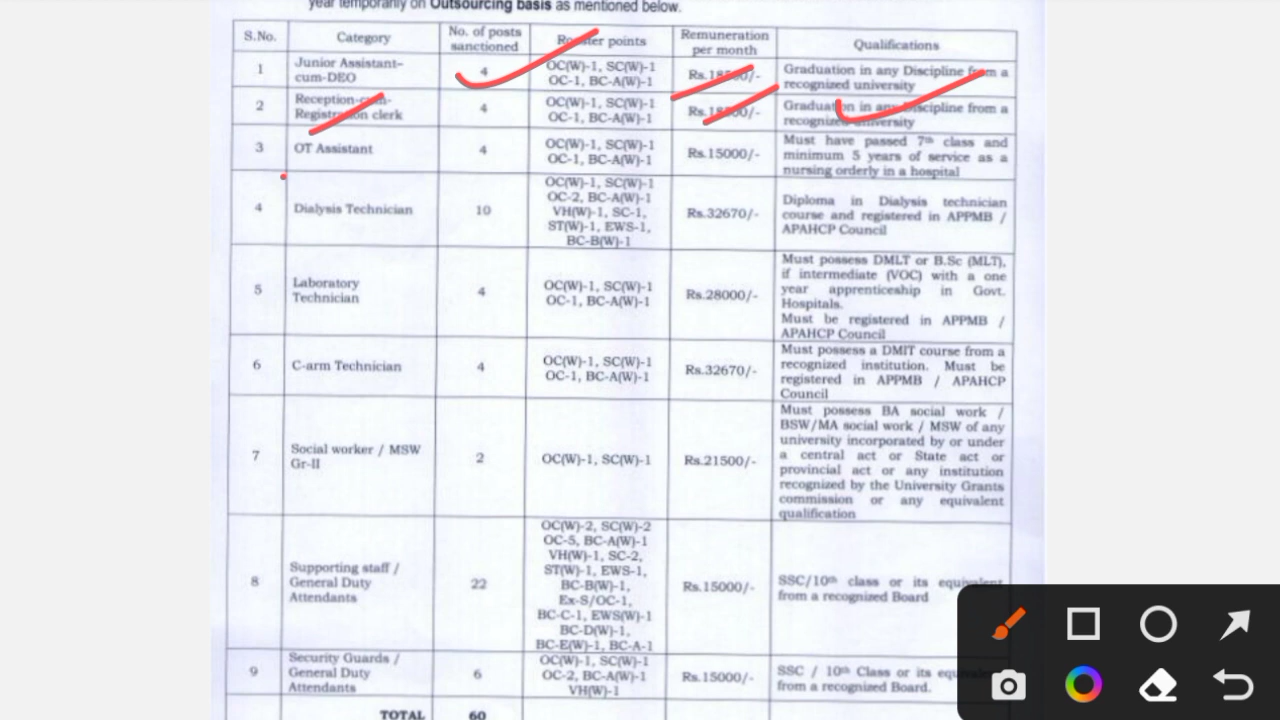 year temporarily on Outsourcing basis as mentioned below.
S.No.
Category
No. of posts
sanctioned
Roster points
Remuneration
per month
Qualifications
1
Junior Assistant-
cum-DEO
4
OC(W)-1, SC(W)-1
OC-1, BC-A(W)-1
Graduation in any Discipline from a
recognized university
2
Reception-cum-
Registration clerk
4
OC(W)-1, SC(W)-1
OC-1, BC-A(W)-1
Graduation in any Discipline from a
recognized university
3
OT Assistant
4
OC(W)-1, SC(W)-1
OC-1, BC-A(W)-1
Rs.15000/-
Must have passed 7th class and
minimum 5 years of service as a
nursing orderly in a hospital
4
Dialysis Technician
10
OC(W)-1, SC(W)-1
OC-2, BC-A(W)-1
VH(W)-1, SC-1,
ST(W)-1, EWS-1,
BC-B(W)-1
Rs.32670/-
Diploma in Dialysis technician
course and registered in APPMB /
APAHCP Council
5
Laboratory
Technician
4
OC(W)-1, SC(W)-1
OC-1, BC-A(W)-1
Rs.28000/-
Must possess DMLT or B.Sc (MLT),
if intermediate (VOC) with a one
year apprenticeship in Govt.
Hospitals.
Must be registered in APPMB /
APAHCP Council
6
C-arm Technician
4
OC(W)-1, SC(W)-1
OC-1, BC-A(W)-1
Rs.32670/-
Must possess a DMIT course from a
recognized institution. Must be
registered in APPMB / APAHCP
Council
7
Social worker / MSW
Gr-II
2
OC(W)-1, SC(W)-1
Rs.21500/-
Must possess BA social work /
BSW/MA social work / MSW of any
university incorporated by or under
a central act or State act or
provincial act or any institution
recognized by the University Grants
commission or any equivalent
qualification
8
Supporting staff /
General Duty
Attendants
22
OC(W)-2, SC(W)-2
OC-5, BC-A(W)-1
VH(W)-1, SC-2,
ST(W)-1, EWS-1,
BC-B(W)-1,
Ex-S/OC-1,
BC-C-1, EWS(W)-1
BC-D(W)-1,
BC-E(W)-1, BC-A-1
Rs.15000/-
SSC/10th class or its equivalent
from a recognized Board
9
Security Guards /
General Duty
Attendants
6
OC(W)-1, SC(W)-1
OC-2, BC-A(W)-1
VH(W)-1
Rs.15000/-
SSC / 10th Class or its
from a recognized Board.
TOTAL
60